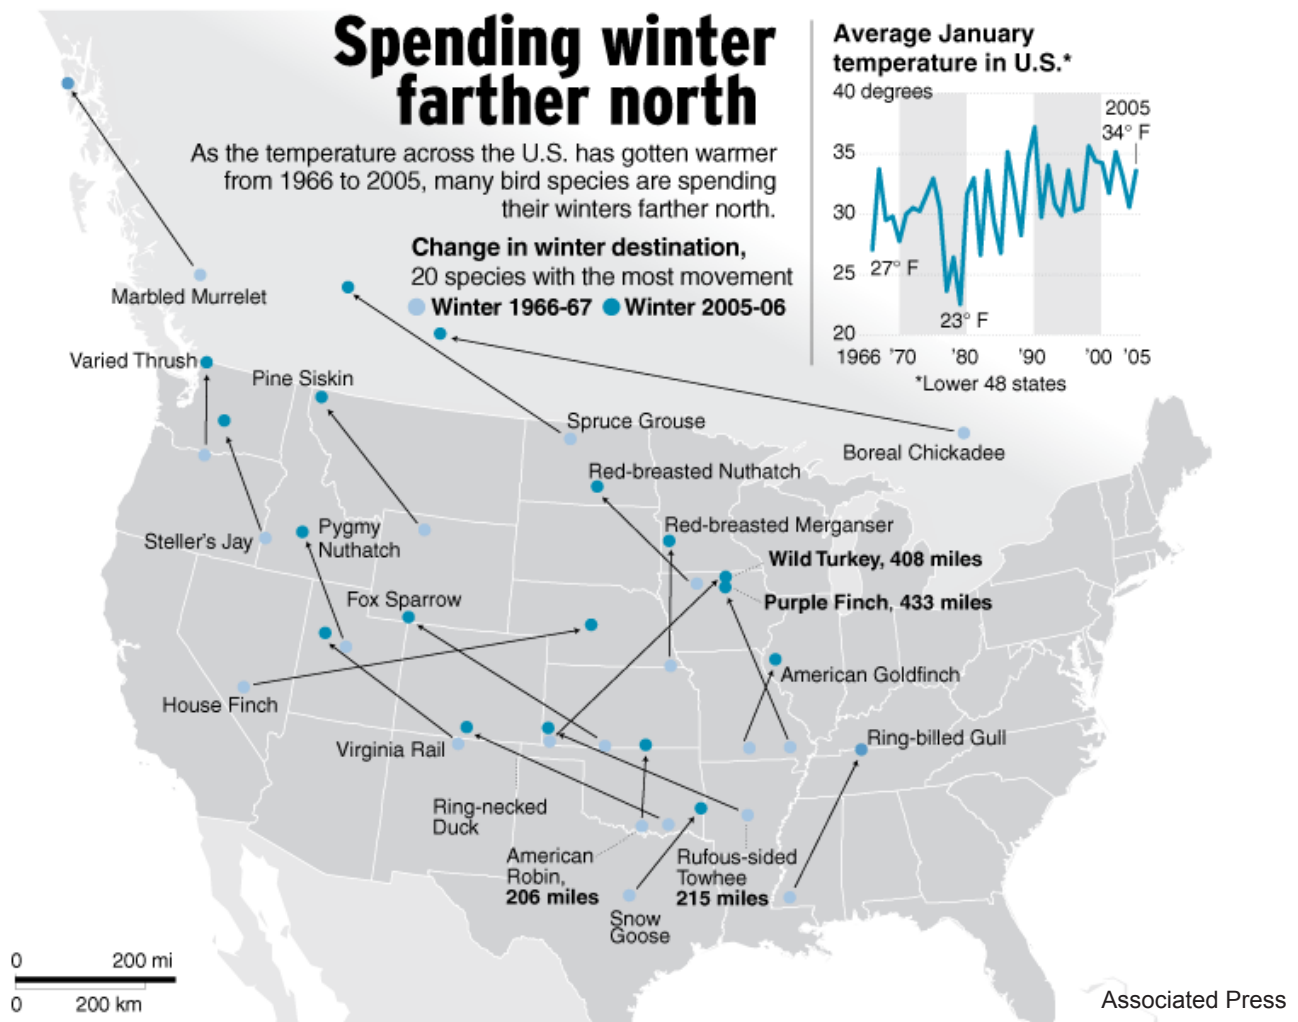 Spending winter
farther north
As the temperature across the U.S. has gotten warmer
from 1966 to 2005, many bird species are spending
their winters farther north.
Change in winter destination,
20 species with the most movement
Winter 1966-67 Winter 2005-06
Average January
temperature in U.S.*
40 degrees
2005
34° F
35
30
27° F
25
23° F
20
1966 '70 '80 '90 '00 '05
*Lower 48 states
Marbled Murrelet
Varied Thrush
Pine Siskin
Spruce Grouse
Boreal Chickadee
Red-breasted Nuthatch
Red-breasted Merganser
Steller's Jay
Pygmy
Nuthatch
Wild Turkey, 408 miles
Purple Finch, 433 miles
Fox Sparrow
American Goldfinch
House Finch
Virginia Rail
Ring-billed Gull
Ring-necked
Duck
American
Robin,
206 miles
Rufous-sided
Towhee
215 miles
Snow
Goose
0 200 mi
0 200 km
Associated Press